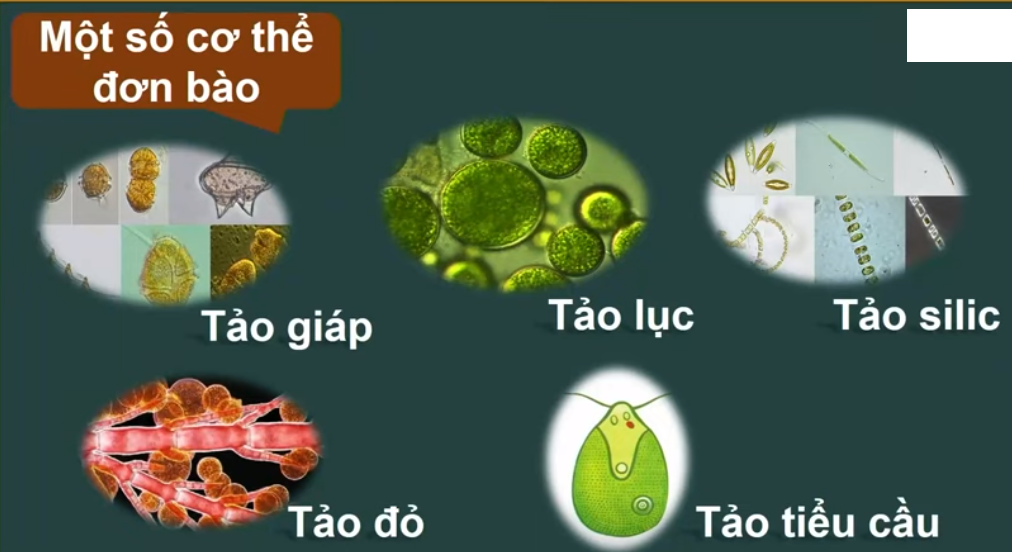 Một số cơ thể
đơn bào
Tảo giáp
Tảo lục
Tảo silic
Tảo đỏ
Tảo tiểu cầu